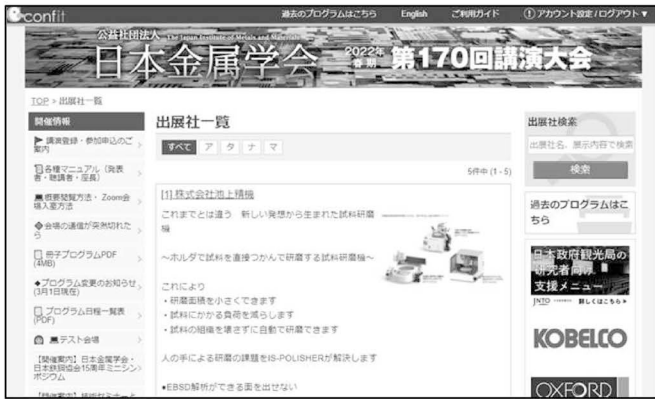 confit
過去のプログラムはこちら English ご利用ガイド アカウント設定/ログアウト▼
公益社団法人 The Japan Institute of Metals and Materials
日本金属学会 2022年 春期 第170回講演大会
TOP > 出展社一覧
開催情報
講演登録・参加申込のご案内
各種マニュアル（発表者・聴講者・座長）
概要閲覧方法・Zoom会場入室方法
会場の通信が突然切れたら
冊子プログラムPDF(4MB)
◆プログラム変更のお知らせ(3月1日現在)
プログラム日程一覧表(PDF)
テスト会場
【開催案内】日本金属学会・日本鉄鋼協会15周年ミニシンポジウム
出展社一覧
すべて ア タ ナ マ
5件中 (1 - 5)
[1] 株式会社池上精機
これまでとは違う 新しい発想から生まれた試料研磨
機
～ホルダで試料を直接つかんで研磨する試料研磨機～
これにより
・研磨面積を小さくできます
・試料にかかる負荷を減らします
・試料の組織を壊さずに自動で研磨できます
人の手による研磨の課題をIS-POLISHERが解決します
◆EBSD解析ができる面を出せない
出展社検索
出展社名、展示内容で検索
検索
過去のプログラムはこ
ちら
日本政府観光局の
研究者向け
支援メニュー
JNTO 詳しくはこちら
KOBELCO
OXFORD